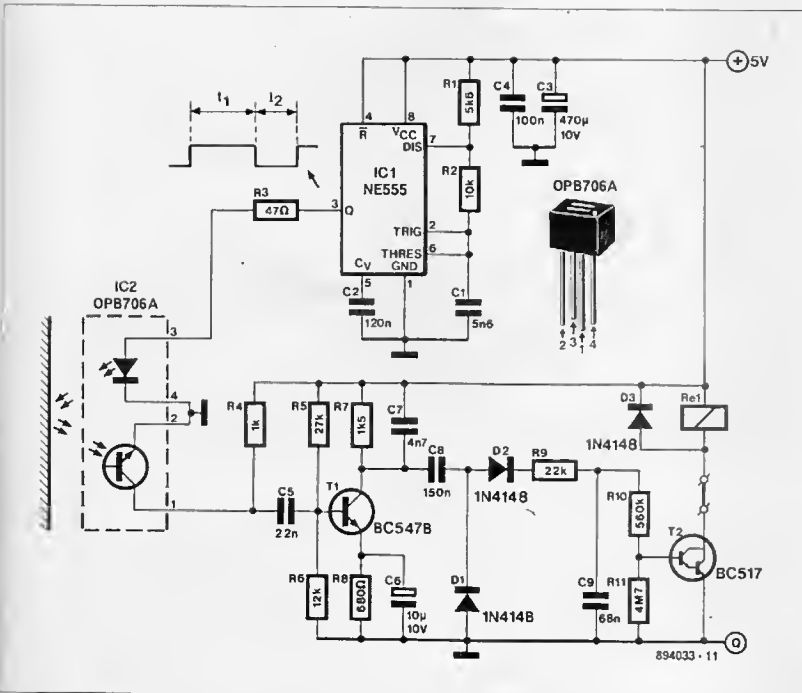 t1 t2
R3
47Ω
3
Q
4
R̅
8
VCC
DIS
7
IC1
NE555
TRIG
2
THRES
6
CV
GND
5
1
C2
120n
R1
5k6
R2
10k
C1
5n6
C4
100n
C3
470µ
10V
+ 5V
OPB706A
2 3 1 4
IC2
OPB706A
3
4
2
1
R4
1k
R5
27k
R7
1k5
C7
4n7
C5
22n
T1
BC547B
R6
12k
R8
680Ω
C6
10µ
10V
C8
150n
D2
1N4148
R9
22k
D1
1N4148
D3
1N4148
Re1
R10
560k
T2
BC517
R11
4M7
C9
68n
0
894033 - 11